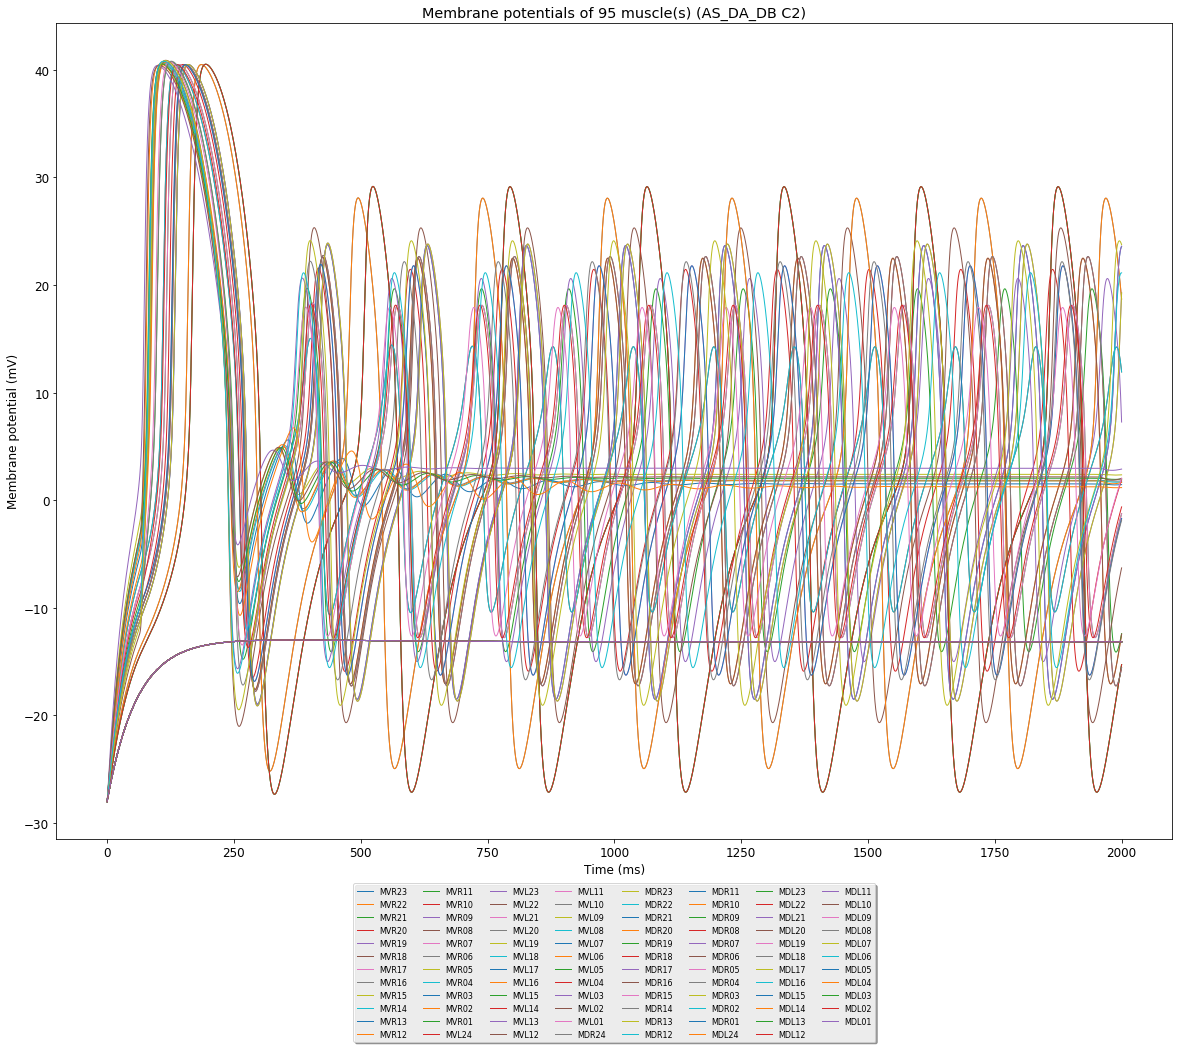 Membrane potentials of 95 muscle(s) (AS_DA_DB C2)
Membrane potential (mV)
40
30
20
10
0
−10
−20
−30
0 250 500 750 1000 1250 1500 1750 2000
Time (ms)
MVR23 MVR11 MVL23 MVL11 MDR23 MDR11 MDL23 MDL11
MVR22 MVR10 MVL22 MVL10 MDR22 MDR10 MDL22 MDL10
MVR21 MVR09 MVL21 MVL09 MDR21 MDR09 MDL21 MDL09
MVR20 MVR08 MVL20 MVL08 MDR20 MDR08 MDL20 MDL08
MVR19 MVR07 MVL19 MVL07 MDR19 MDR07 MDL19 MDL07
MVR18 MVR06 MVL18 MVL06 MDR18 MDR06 MDL18 MDL06
MVR17 MVR05 MVL17 MVL05 MDR17 MDR05 MDL17 MDL05
MVR16 MVR04 MVL16 MVL04 MDR16 MDR04 MDL16 MDL04
MVR15 MVR03 MVL15 MVL03 MDR15 MDR03 MDL15 MDL03
MVR14 MVR02 MVL14 MVL02 MDR14 MDR02 MDL14 MDL02
MVR13 MVR01 MVL13 MVL01 MDR13 MDR01 MDL13 MDL01
MVR12 MVL24 MVL12 MDR24 MDR12 MDL24 MDL12